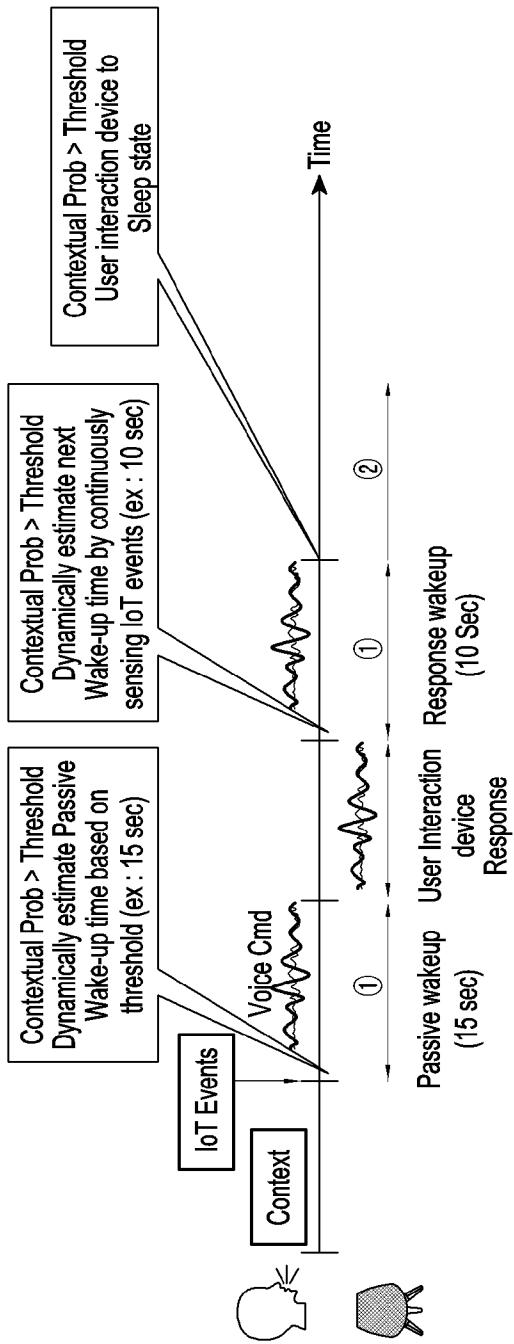 Contextual Prob > Threshold
Dynamically estimate Passive
Wake-up time based on
threshold (ex : 15 sec)
Contextual Prob > Threshold
Dynamically estimate next
Wake-up time by continuously
sensing IoT events (ex : 10 sec)
Contextual Prob > Threshold
User interaction device to
Sleep state
IoT Events
Context
Voice Cmd
Time
①
①
②
Passive wakeup
(15 sec)
User Interaction
device
Response
Response wakeup
(10 Sec)